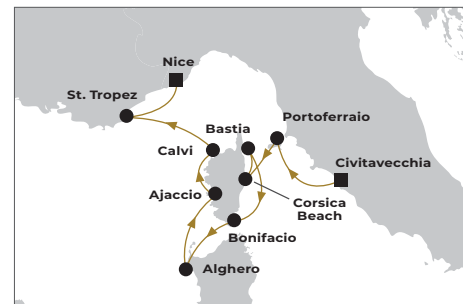 Nice
St. Tropez
Portoferraio
Bastia
Calvi
Civitavecchia
Ajaccio
Corsica
Beach
Bonifacio
Alghero